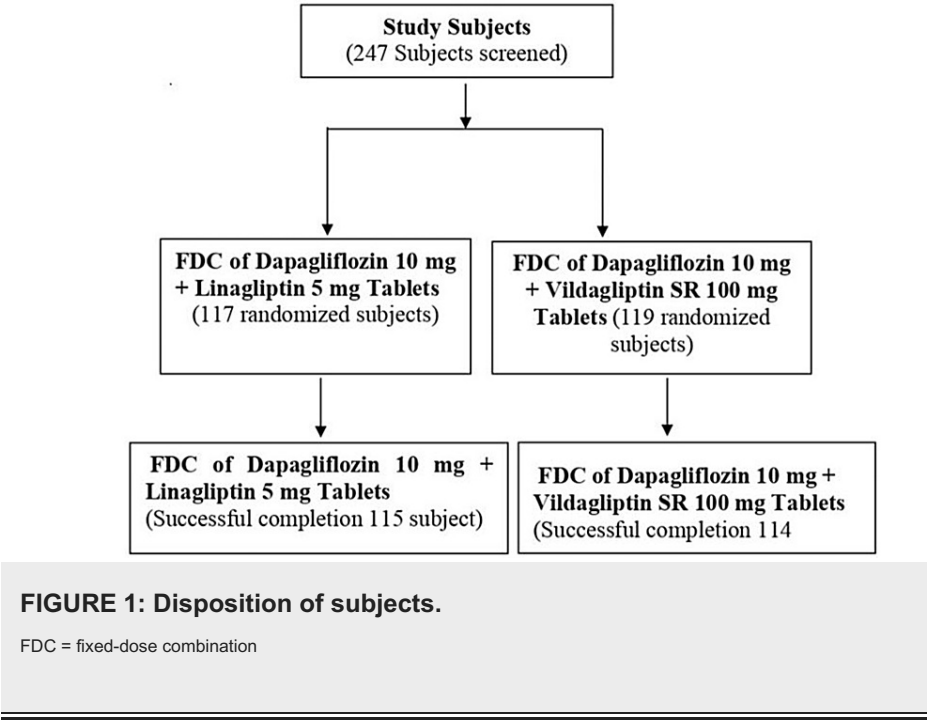 Study Subjects
(247 Subjects screened)
FDC of Dapagliflozin 10 mg
+ Linagliptin 5 mg Tablets
(117 randomized subjects)
FDC of Dapagliflozin 10 mg
+ Vildagliptin SR 100 mg
Tablets (119 randomized
subjects)
FDC of Dapagliflozin 10 mg +
Linagliptin 5 mg Tablets
(Successful completion 115 subject)
FDC of Dapagliflozin 10 mg +
Vildagliptin SR 100 mg Tablets
(Successful completion 114
FIGURE 1: Disposition of subjects.
FDC = fixed-dose combination